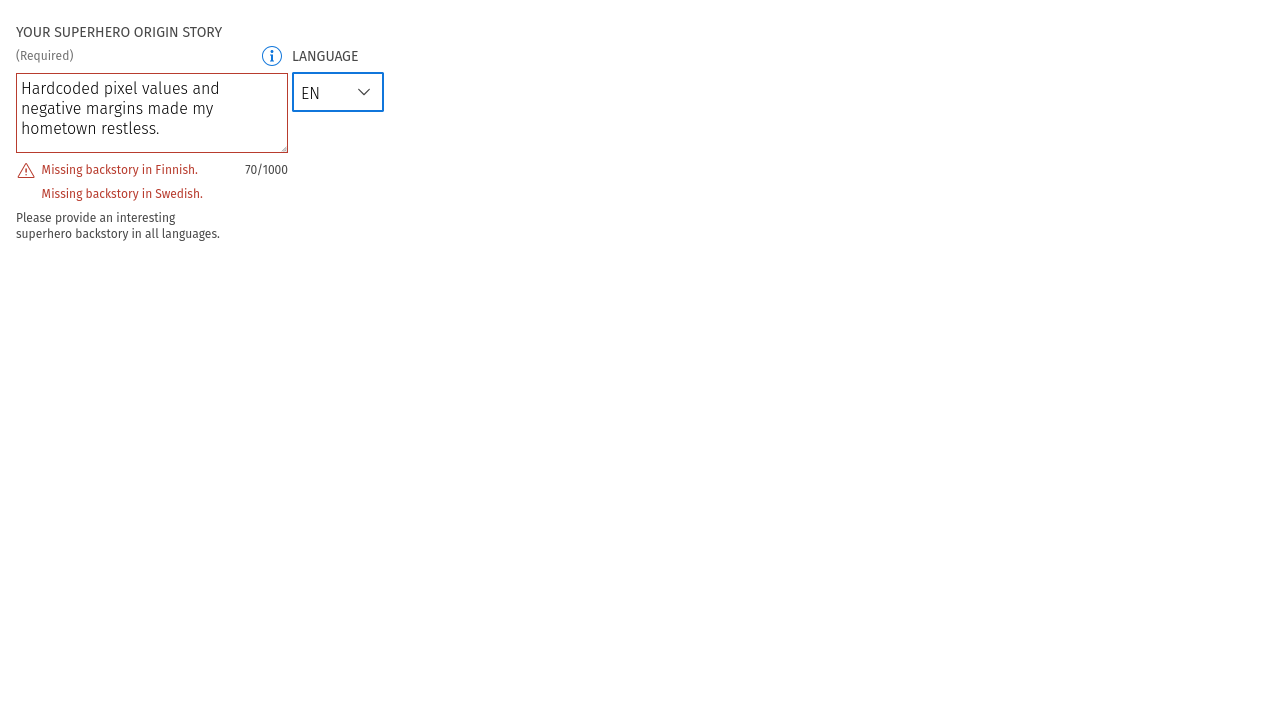 YOUR SUPERHERO ORIGIN STORY
(Required)
LANGUAGE
Hardcoded pixel values and
negative margins made my
hometown restless.
EN
Missing backstory in Finnish.
70/1000
Missing backstory in Swedish.
Please provide an interesting
superhero backstory in all languages.